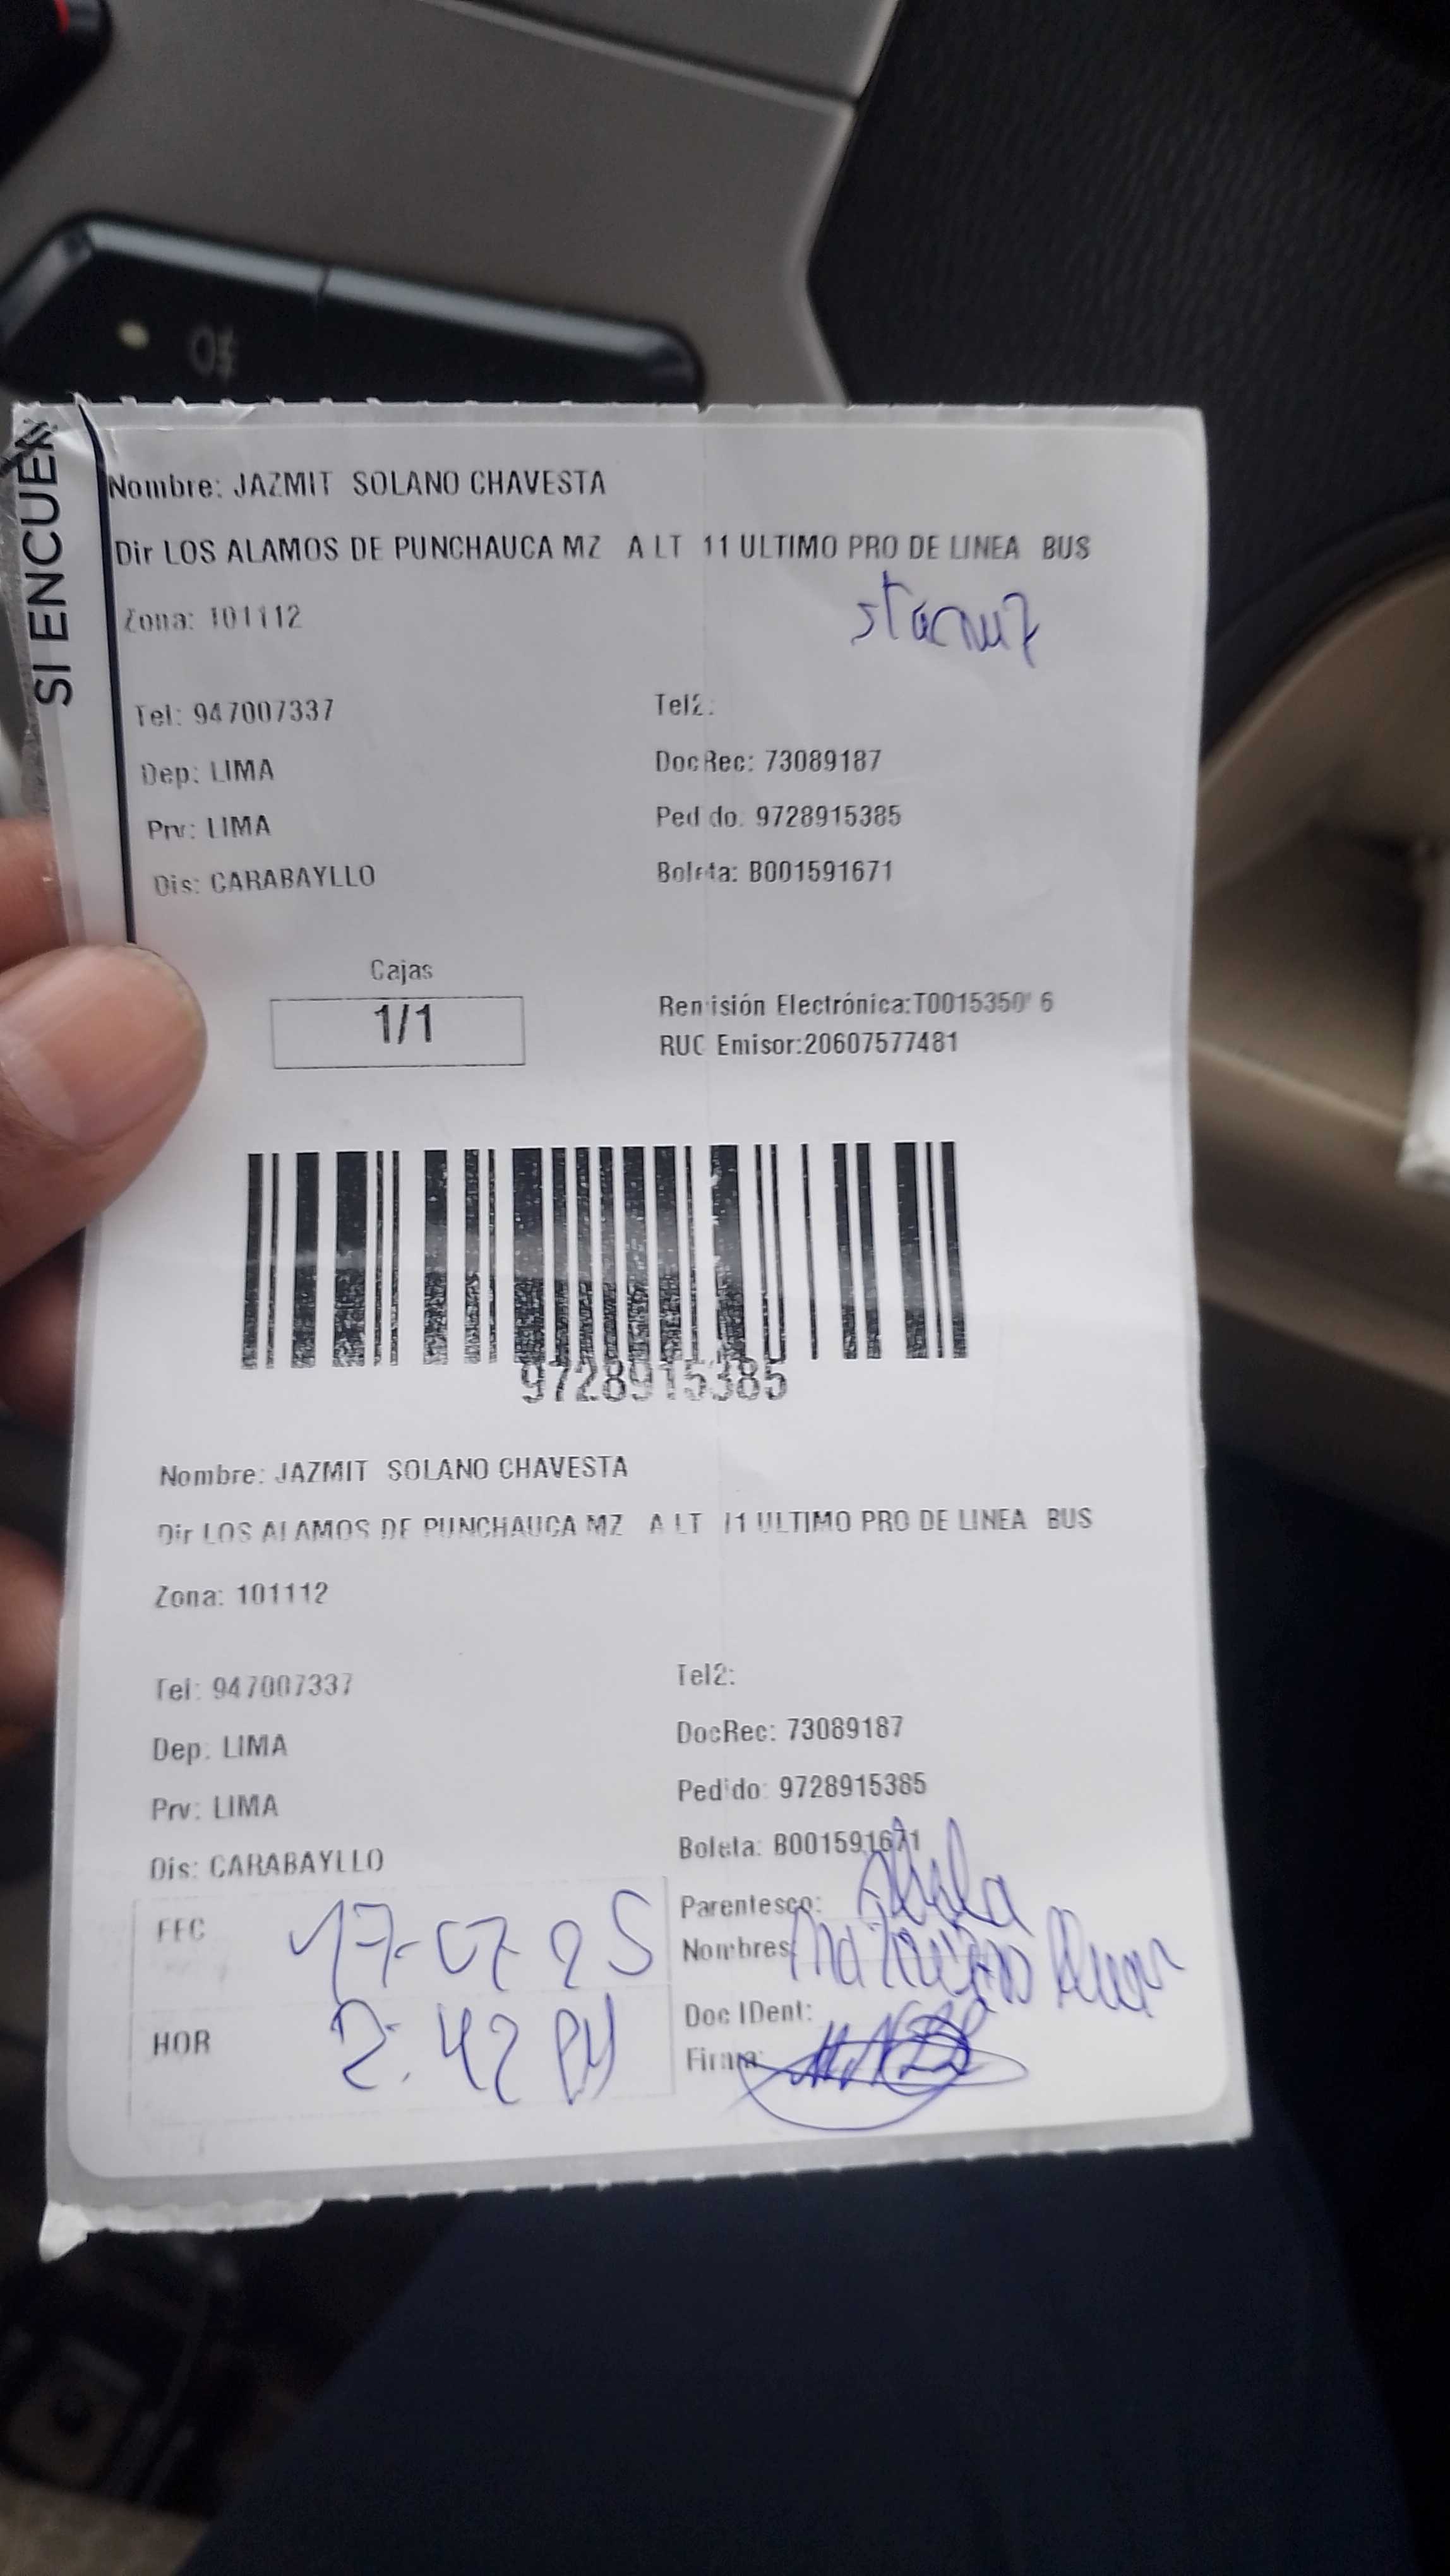 SI ENCUEN
Nombre: JAZMIT SOLANO CHAVESTA
Dir LOS ALAMOS DE PUNCHAUCA MZ A LT 11 ULTIMO PRO DE LINEA BUS
Zona: 101112
Tel: 947007337
Tel2:
Dep: LIMA
DocRec: 73089187
Prv: LIMA
Pedido: 9728915385
Dis: CARABAYLLO
Boleta: B001591671
Cajas
1/1
Remisión Electrónica:
RUC Emisor:20607577481
9728915385
Nombre: JAZMIT SOLANO CHAVESTA
Dir LOS ALAMOS DE PUNCHAUCA MZ A LT 11 ULTIMO PRO DE LINEA BUS
Zona: 101112
Tel: 947007337
Tel2:
Dep: LIMA
DocRec: 73089187
Prv: LIMA
Pedido: 9728915385
Dis: CARABAYLLO
Boleta: B001591671
FEC 17-07-25
Parentesco:
Nombres:
HOR 2:42 PM
Doc IDent:
Firma: